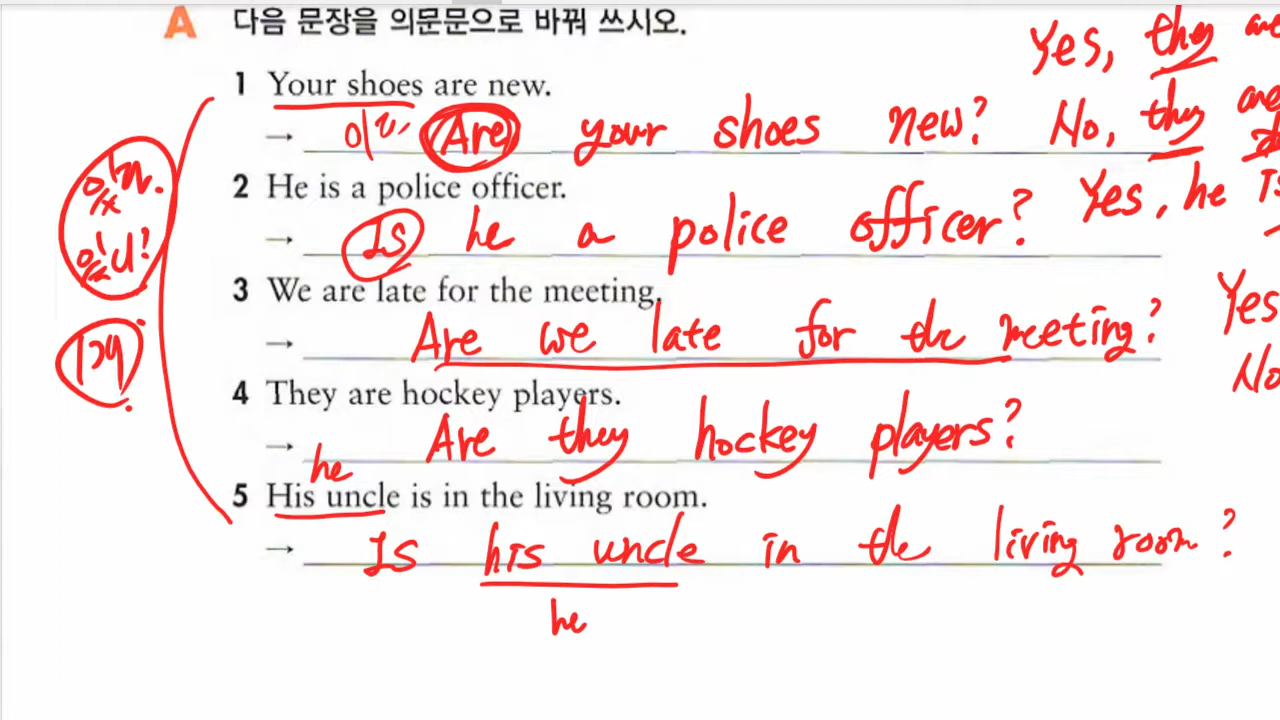 A 다음 문장을 의문문으로 바꿔 쓰시오.
Yes, they are
1 Your shoes are new.
→ Are your shoes new? No, they are
2 He is a police officer.
Yes, he is
→ Is he a police officer?
3 We are late for the meeting.
Yes
→ Are we late for the meeting?
No
4 They are hockey players.
→ Are they hockey players?
he
5 His uncle is in the living room.
→ Is his uncle in the living room?
he